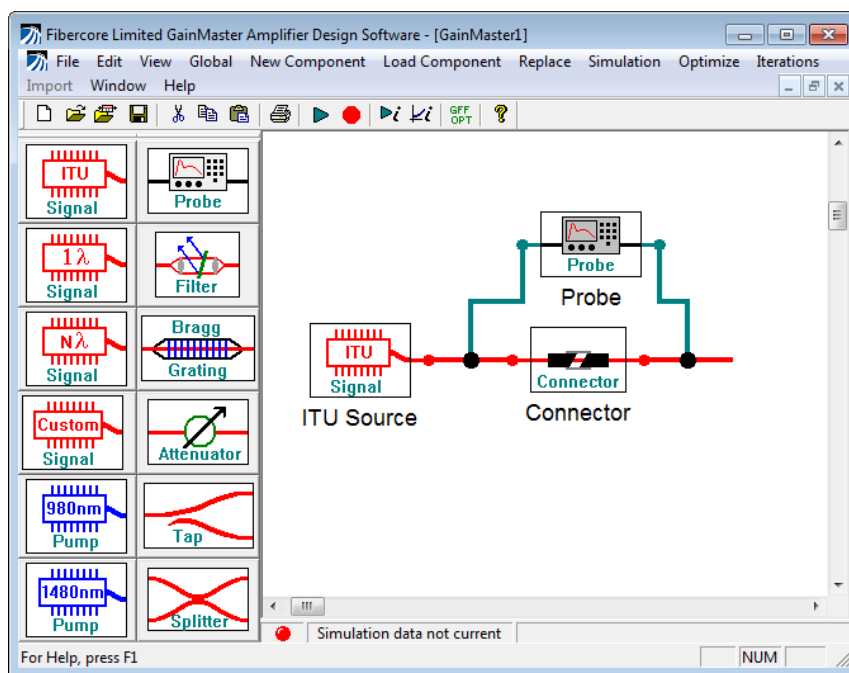 Fibercore Limited GainMaster Amplifier Design Software - [GainMaster1]
File Edit View Global New Component Load Component Replace Simulation Optimize Iterations
Import Window Help
i i GFF OPT ?
ITU Signal
Probe
1λ Signal
Filter
Nλ Signal
Bragg Grating
Custom Signal
Attenuator
980nm Pump
Tap
1480nm Pump
Splitter
Probe
Probe
ITU Signal
ITU Source
Connector
Connector
Simulation data not current
For Help, press F1
NUM